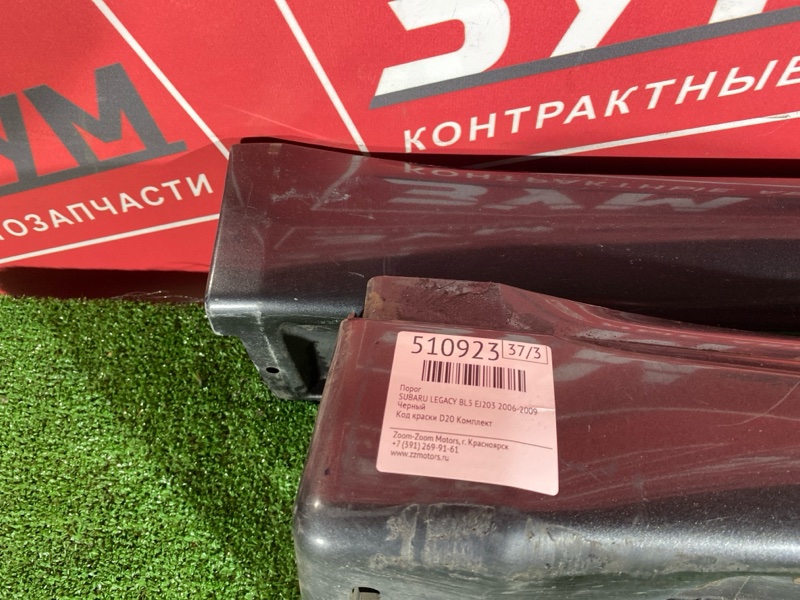 ЗУМ
КОНТРАКТНЫЕ
510923 37/3
Порог
SUBARU LEGACY BL5 EJ203 2006-2009
Черный
Код краски D20 Комплект
Zoom-Zoom Motors, г. Красноярск
+7 (391) 269-91-61
www.zzmotors.ru